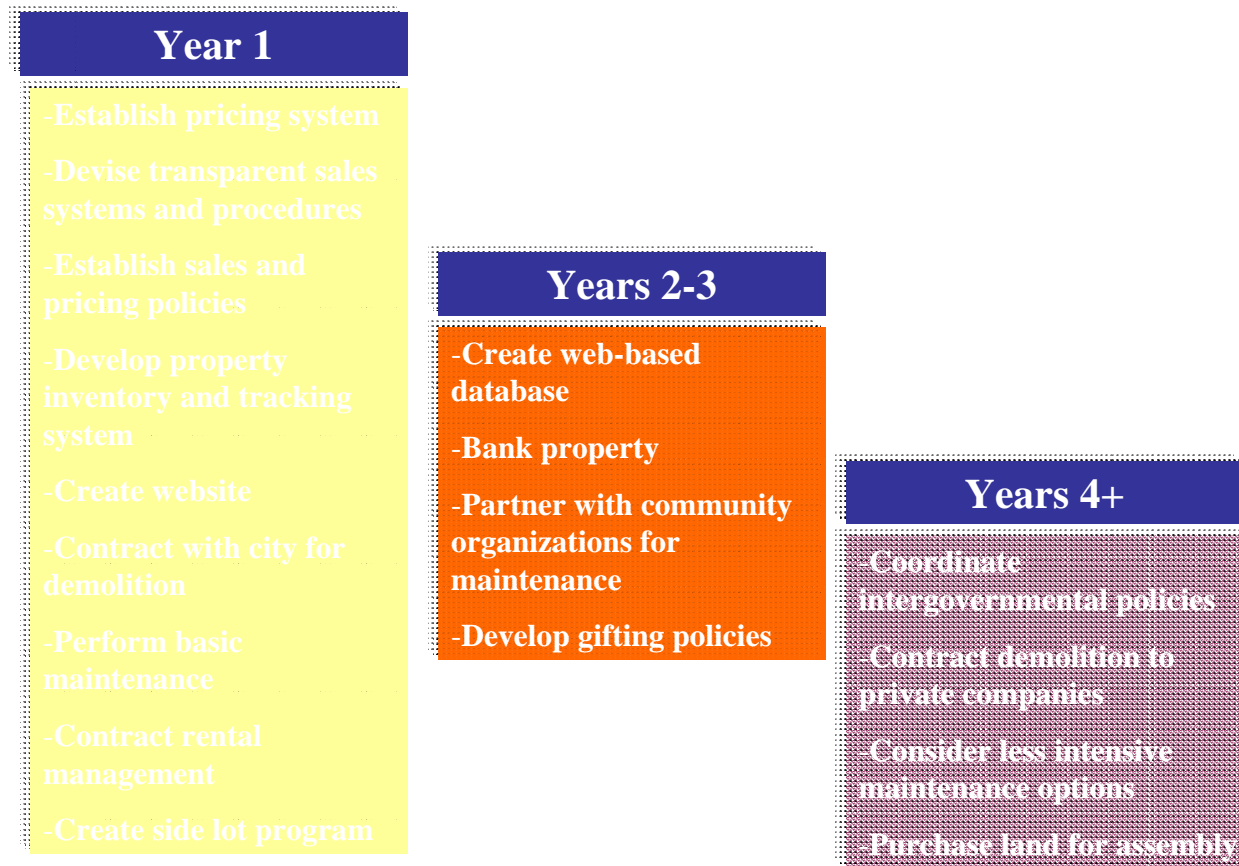 Year 1
-Establish pricing system
-Devise transparent sales
systems and procedures
-Establish sales and
pricing policies
-Develop property
inventory and tracking
system
-Create website
-Contract with city for
demolition
-Perform basic
maintenance
-Contract rental
management
-Create side lot program
Years 2-3
-Create web-based
database
-Bank property
-Partner with community
organizations for
maintenance
-Develop gifting policies
Years 4+
-Coordinate
intergovernmental policies
-Contract demolition to
private companies
-Consider less intensive
maintenance options
-Purchase land for assembly